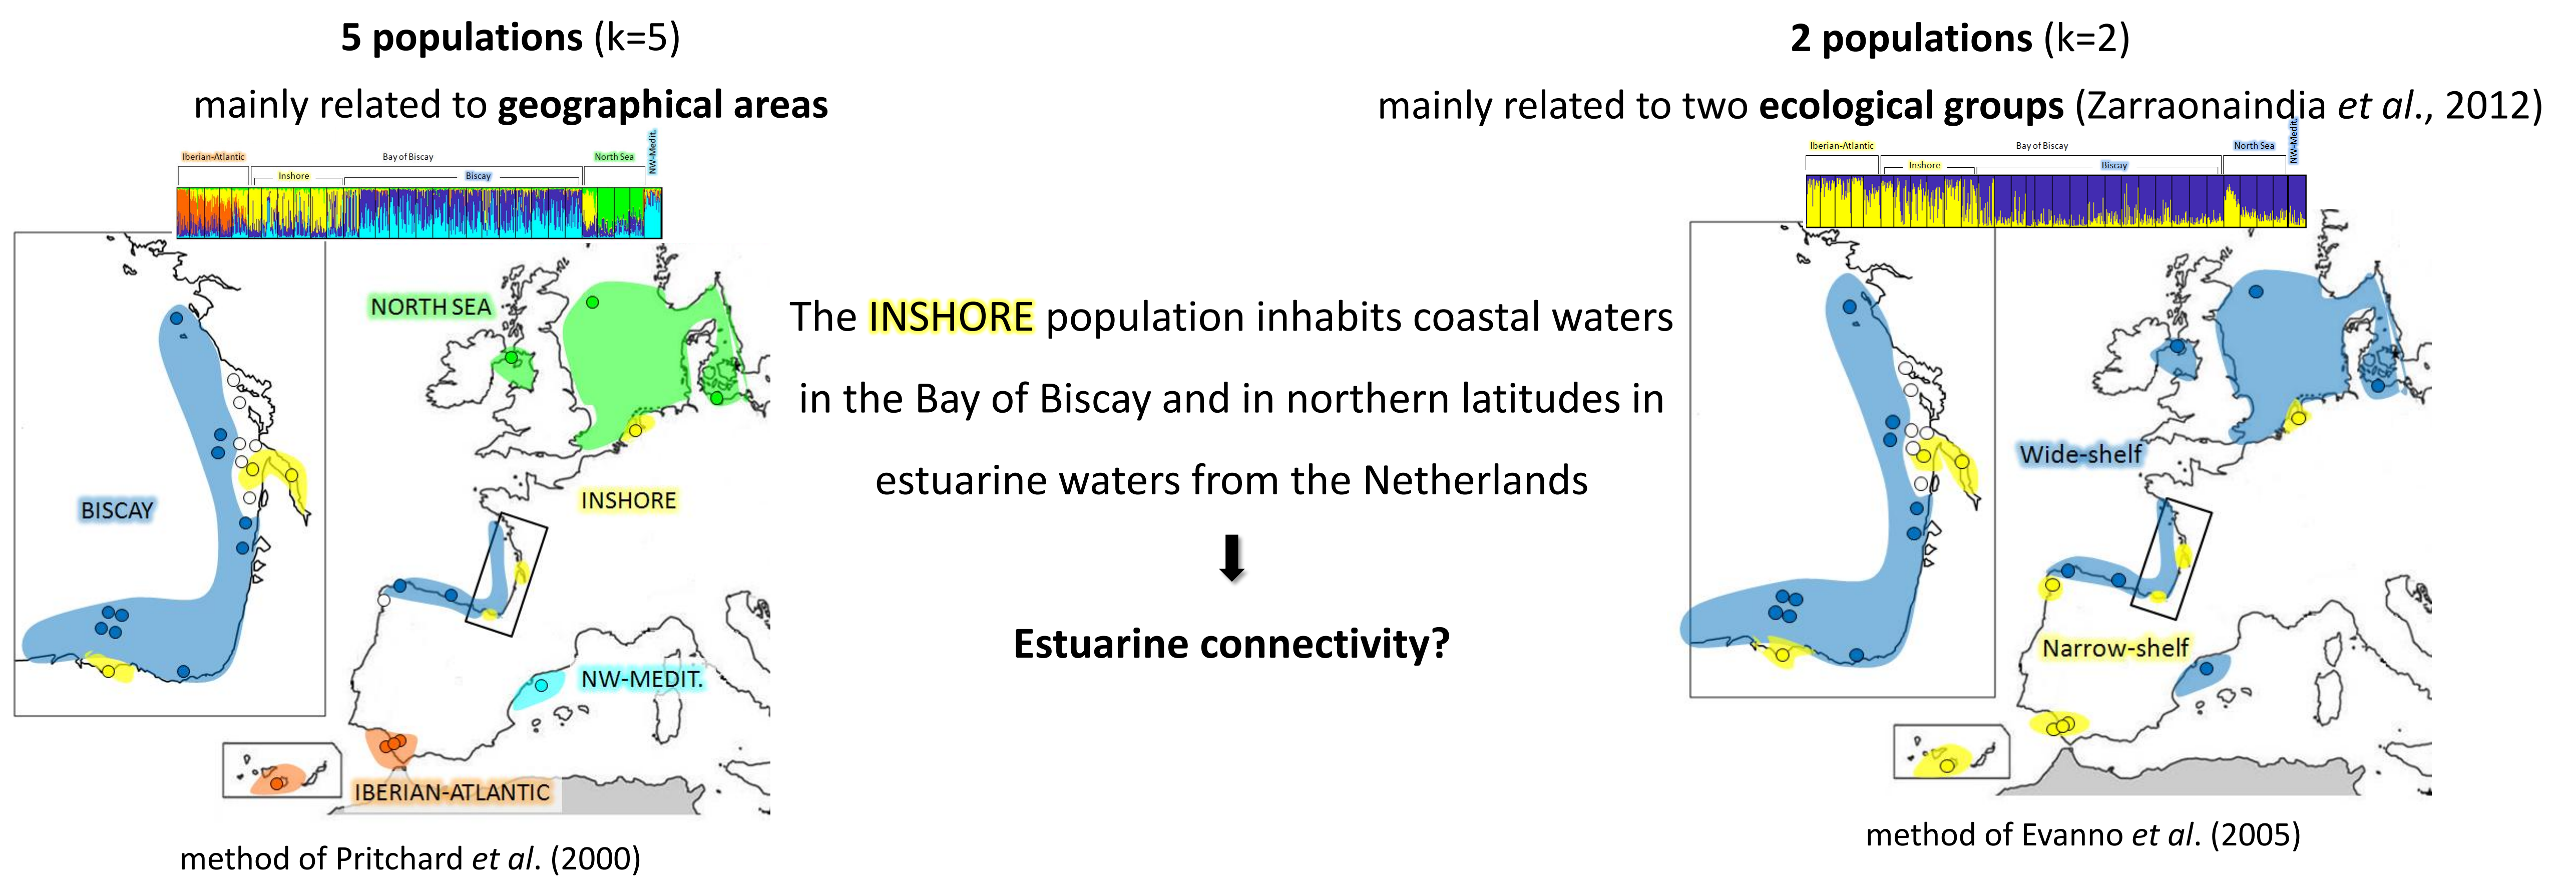 5 populations (k=5)
mainly related to geographical areas
Iberian-Atlantic
Bay of Biscay
North Sea
NW-Medit.
Inshore
Biscay
NORTH SEA
INSHORE
BISCAY
NW-MEDIT.
IBERIAN-ATLANTIC
method of Pritchard et al. (2000)
The INSHORE population inhabits coastal waters
in the Bay of Biscay and in northern latitudes in
estuarine waters from the Netherlands
Estuarine connectivity?
2 populations (k=2)
mainly related to two ecological groups (Zarraonaindia et al., 2012)
Iberian-Atlantic
Bay of Biscay
North Sea
NW-Medit.
Inshore
Biscay
Wide-shelf
Narrow-shelf
method of Evanno et al. (2005)